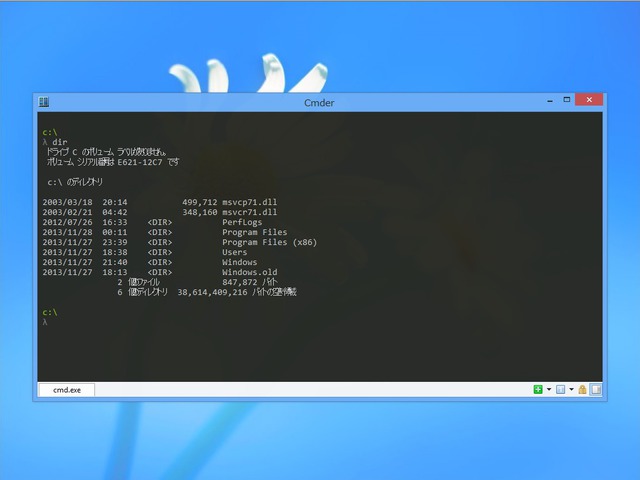 Cmder
c:\
λ dir
ドライブ C のボリューム ラベルがありません。
ボリューム シリアル番号は E621-12C7 です
c:\ のディレクトリ
2003/03/18 20:14 499,712 msvcp71.dll
2003/02/21 04:42 348,160 msvcr71.dll
2012/07/26 16:33 <DIR> PerfLogs
2013/11/28 00:11 <DIR> Program Files
2013/11/27 23:39 <DIR> Program Files (x86)
2013/11/27 18:38 <DIR> Users
2013/11/27 21:40 <DIR> Windows
2013/11/27 18:13 <DIR> Windows.old
2 個のファイル 847,872 バイト
6 個のディレクトリ 38,614,409,216 バイトの空き領域
c:\
λ
cmd.exe